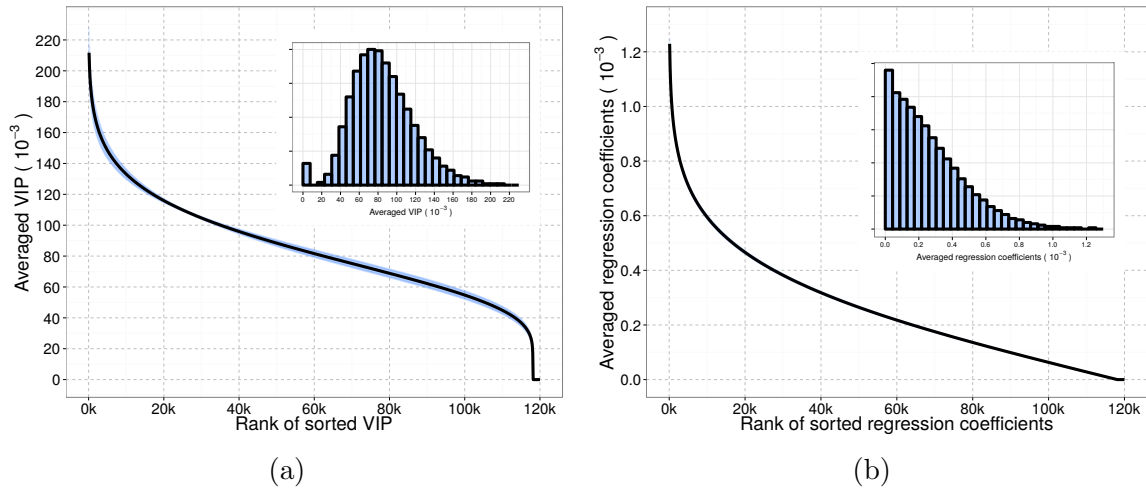 220
200
180
160
140
120
100
80
60
40
20
0
Averaged VIP ( 10−3 )
0 20 40 60 80 100 120 140 160 180 200 220
Averaged VIP ( 10−3 )
0k 20k 40k 60k 80k 100k 120k
Rank of sorted VIP
(a)
1.2
1.0
0.8
0.6
0.4
0.2
0.0
Averaged regression coefficients ( 10−3 )
0.0 0.2 0.4 0.6 0.8 1.0 1.2
Averaged regression coefficients ( 10−3 )
0k 20k 40k 60k 80k 100k 120k
Rank of sorted regression coefficients
(b)